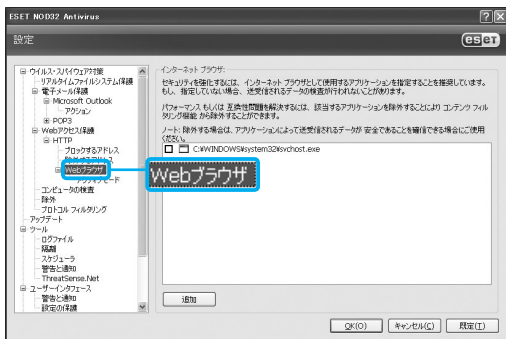 ESET NOD32 Antivirus
設定
eseT
ウイルス・スパイウェア対策
リアルタイムファイルシステム保護
電子メール保護
Microsoft Outlook
アクション
POP3
Webアクセス保護
HTTP
ブロックするアドレス
除外するアドレス
Webブラウザ
アクティブモード
コンピュータの検査
除外
プロトコル フィルタリング
アップデート
ツール
ログファイル
隔離
スケジューラ
警告と通知
ThreatSense.Net
ユーザーインタフェース
警告と通知
設定の保護
インターネット ブラウザ:
セキュリティを強化するには、インターネット ブラウザとして使用するアプリケーションを指定することを推奨しています。
もし、指定していない場合、送受信されるデータの検査が行われないことがあります。
パフォーマンス もしくは 互換性問題を解決するには、該当するアプリケーションを除外することにより コンテンツ フィル
タリング機能 から除外することができます。
ノート: 除外する場合は、アプリケーションによって送受信されるデータが 安全であることを確信できる場合にご使用
ください。
C:¥WINDOWS¥system32¥svchost.exe
Webブラウザ
追加
OK(O)
キャンセル(C)
既定(T)